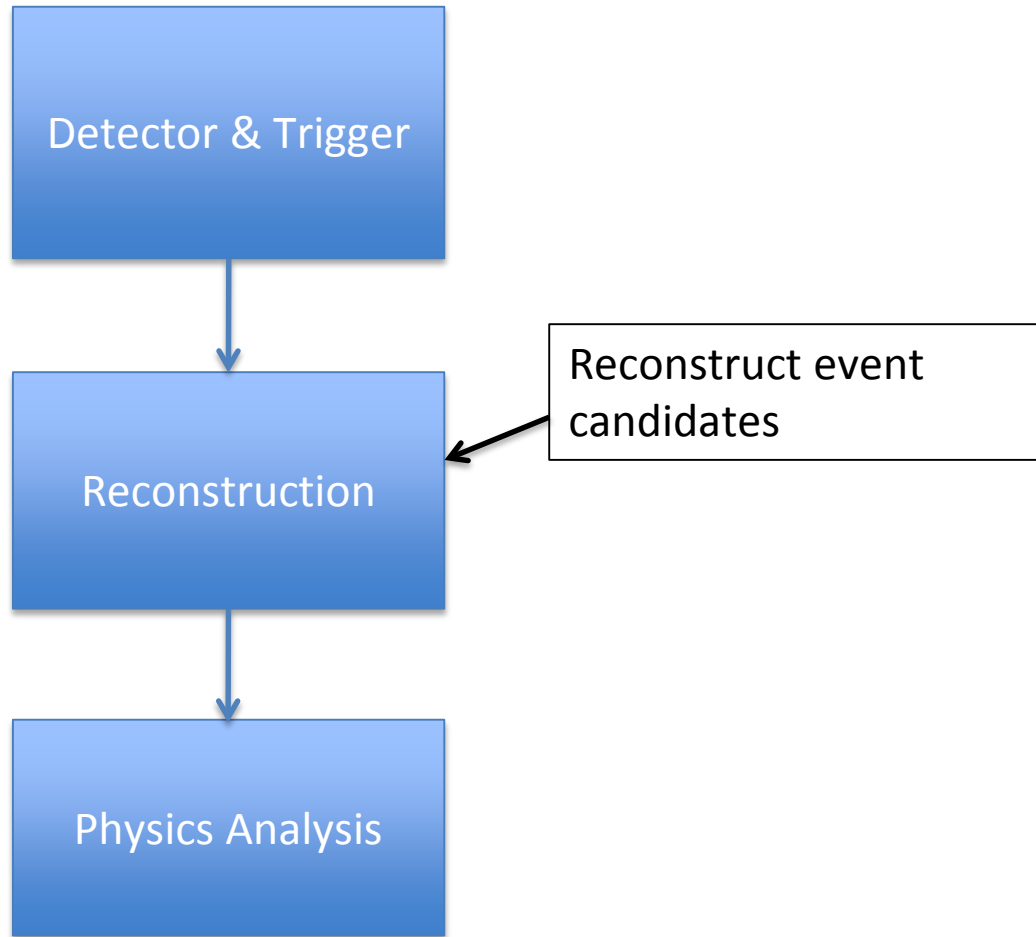 Detector & Trigger
Reconstruct event
candidates
Reconstruction
Physics Analysis